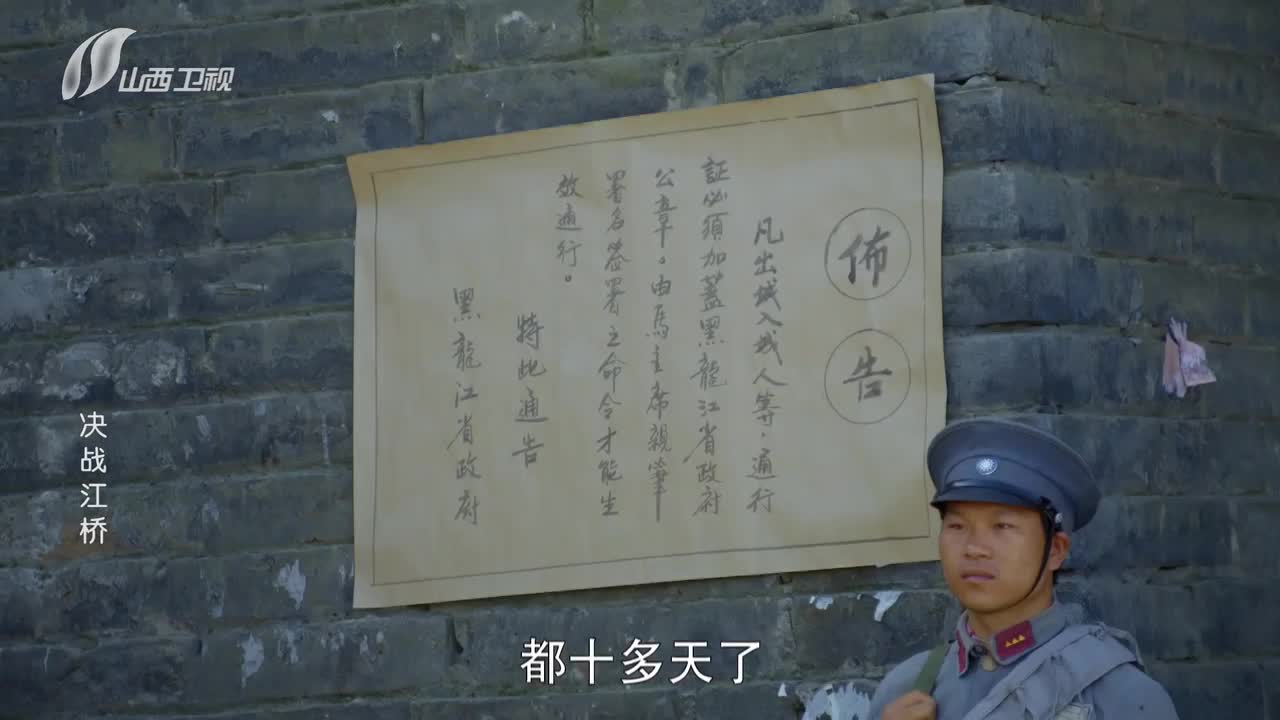 山西卫视
佈告
凡出城入城人等，通行
証必須加蓋黑龍江省政府
公章。由馬主席親筆
署名簽署之命令才能生
效通行。
特此通告
黑龍江省政府
决战江桥
都十多天了